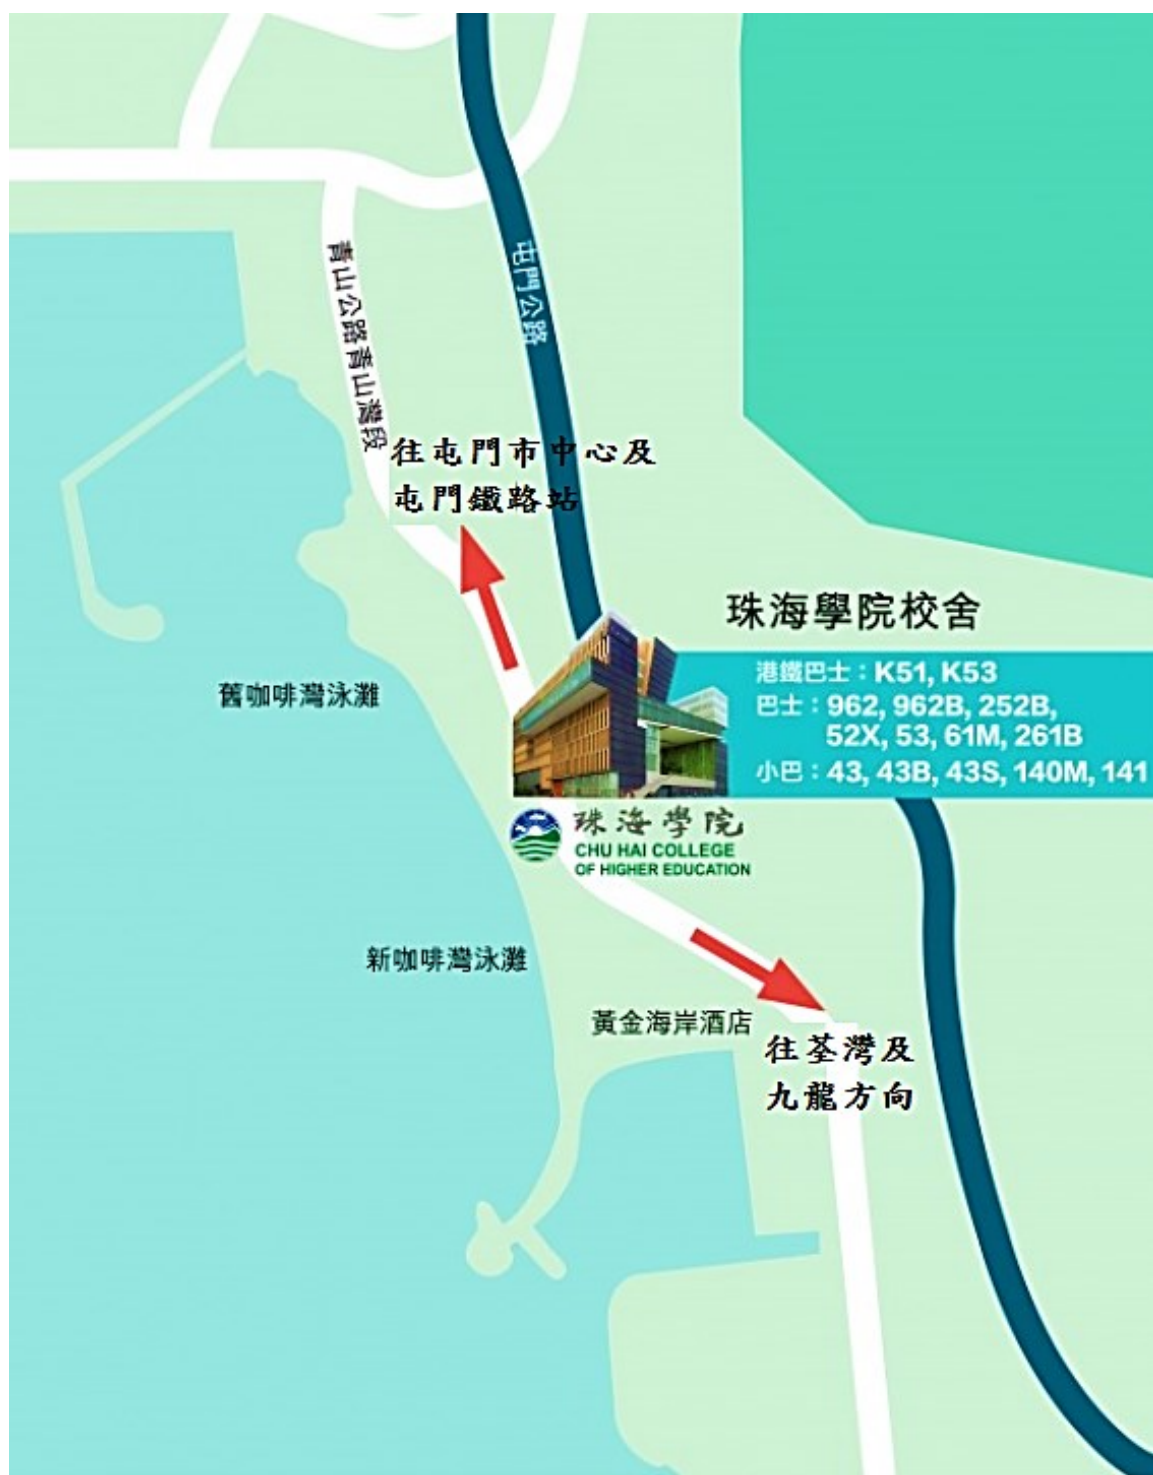 屯門公路
青山公路青山灣段
往屯門市中心及
屯門鐵路站
珠海學院校舍
港鐵巴士：K51, K53
巴士：962, 962B, 252B,
52X, 53, 61M, 261B
小巴：43, 43B, 43S, 140M, 141
舊咖啡灣泳灘
珠海學院
CHU HAI COLLEGE
OF HIGHER EDUCATION
新咖啡灣泳灘
黃金海岸酒店
往荃灣及
九龍方向